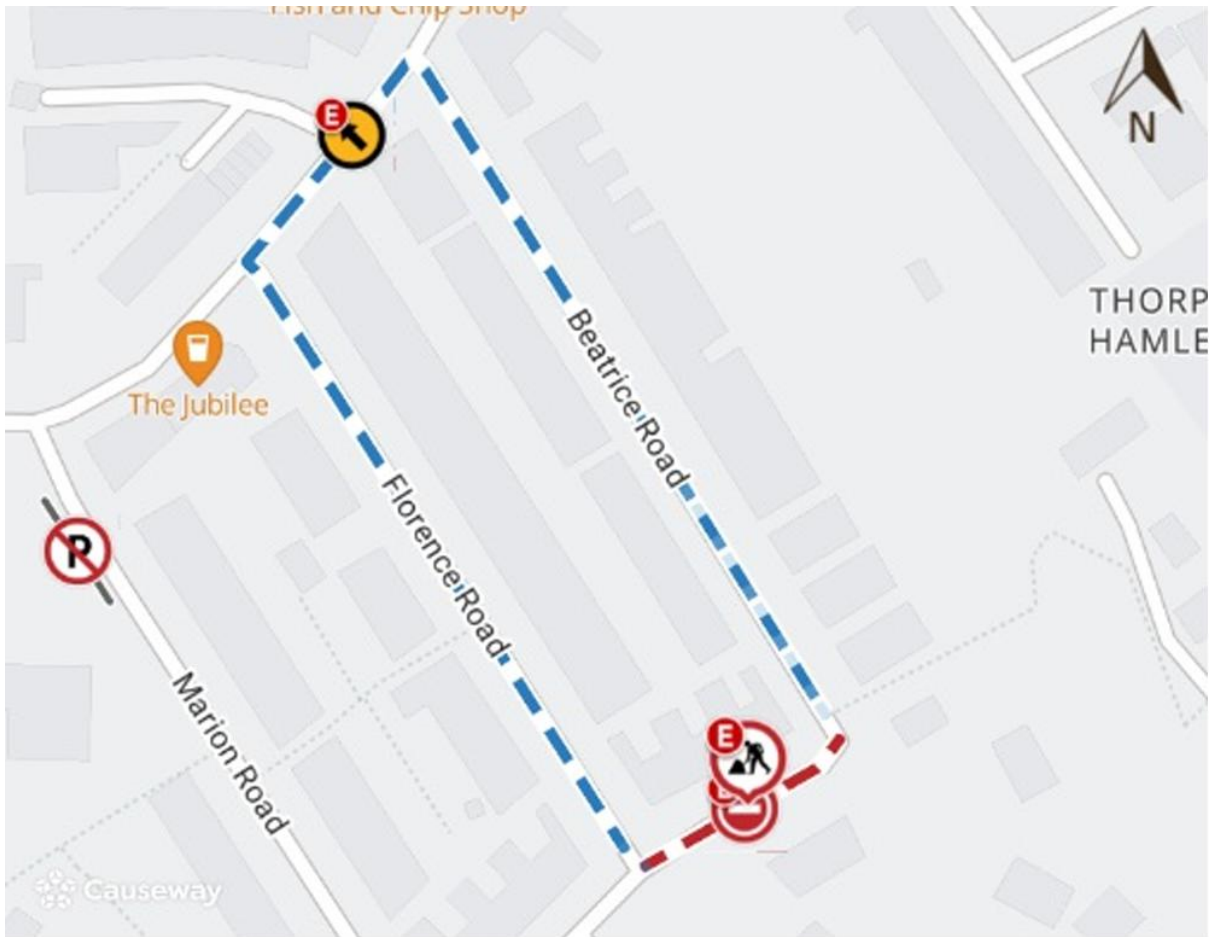 Fish and Chip Shop
E
N
THORP
HAMLE
Beatrice Road
The Jubilee
Florence Road
P
Marion Road
E
Causeway